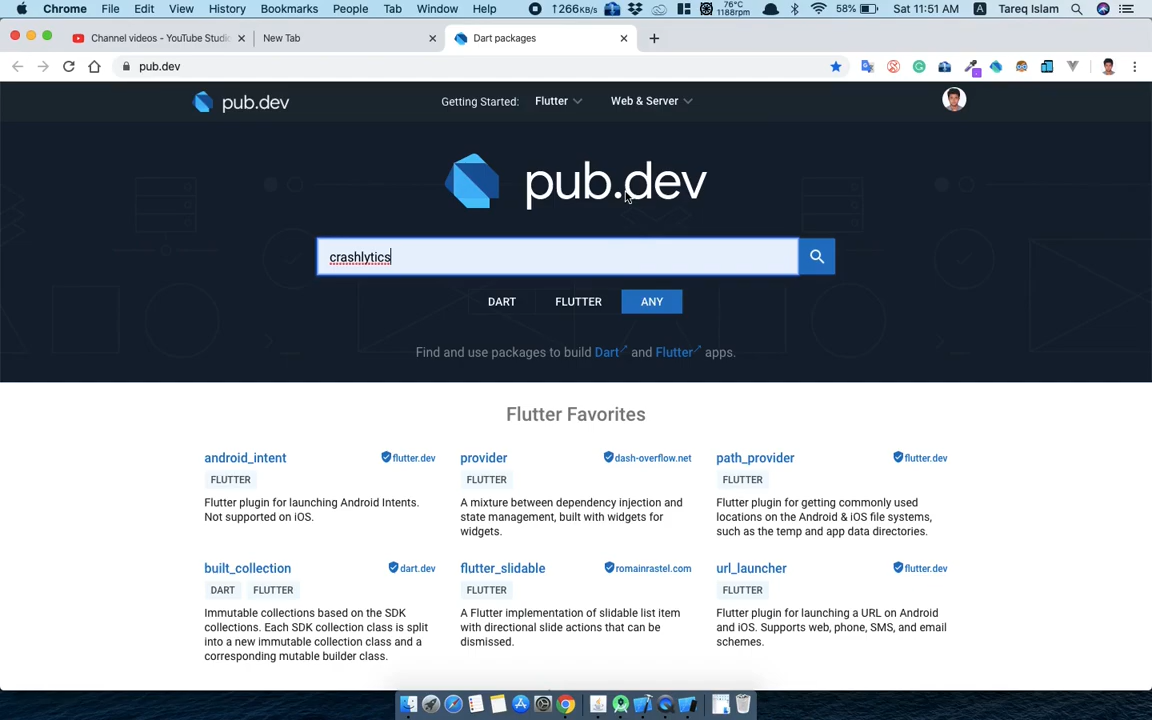 Chrome File Edit View History Bookmarks People Tab Window Help ↑266KB/s 76°C 1188rpm 58% Sat 11:51 AM A Tareq Islam
Channel videos - YouTube Studio New Tab Dart packages
pub.dev
pub.dev Getting Started: Flutter Web & Server
pub.dev
crashlytics
DART FLUTTER ANY
Find and use packages to build Dart↗ and Flutter↗ apps.
Flutter Favorites
android_intent flutter.dev
FLUTTER
Flutter plugin for launching Android Intents.
Not supported on iOS.
provider dash-overflow.net
FLUTTER
A mixture between dependency injection and
state management, built with widgets for
widgets.
path_provider flutter.dev
FLUTTER
Flutter plugin for getting commonly used
locations on the Android & iOS file systems,
such as the temp and app data directories.
built_collection dart.dev
DART FLUTTER
Immutable collections based on the SDK
collections. Each SDK collection class is split
into a new immutable collection class and a
corresponding mutable builder class.
flutter_slidable romainrastel.com
FLUTTER
A Flutter implementation of slidable list item
with directional slide actions that can be
dismissed.
url_launcher flutter.dev
FLUTTER
Flutter plugin for launching a URL on Android
and iOS. Supports web, phone, SMS, and email
schemes.